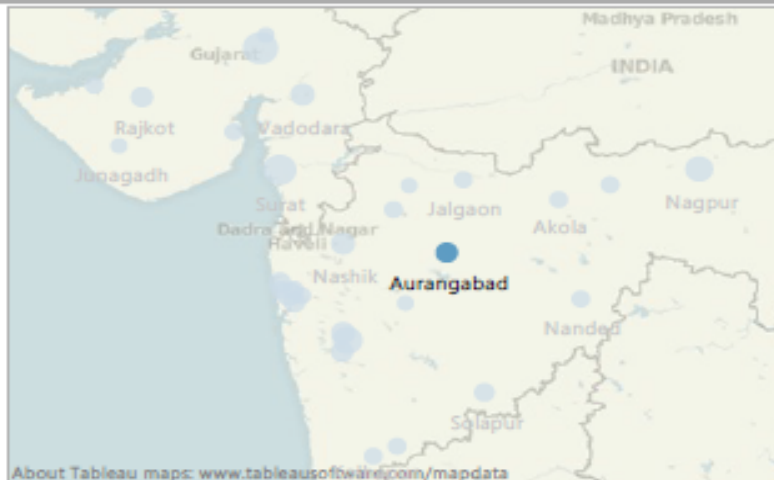 Madhya Pradesh
Gujarat
INDIA
Rajkot
Vadodara
Junagadh
Surat
Jalgaon
Akola
Nagpur
Dadra and Nagar
Haveli
Nashik
Aurangabad
Nanded
Solapur
About Tableau maps: www.tableausoftware.com/mapdata